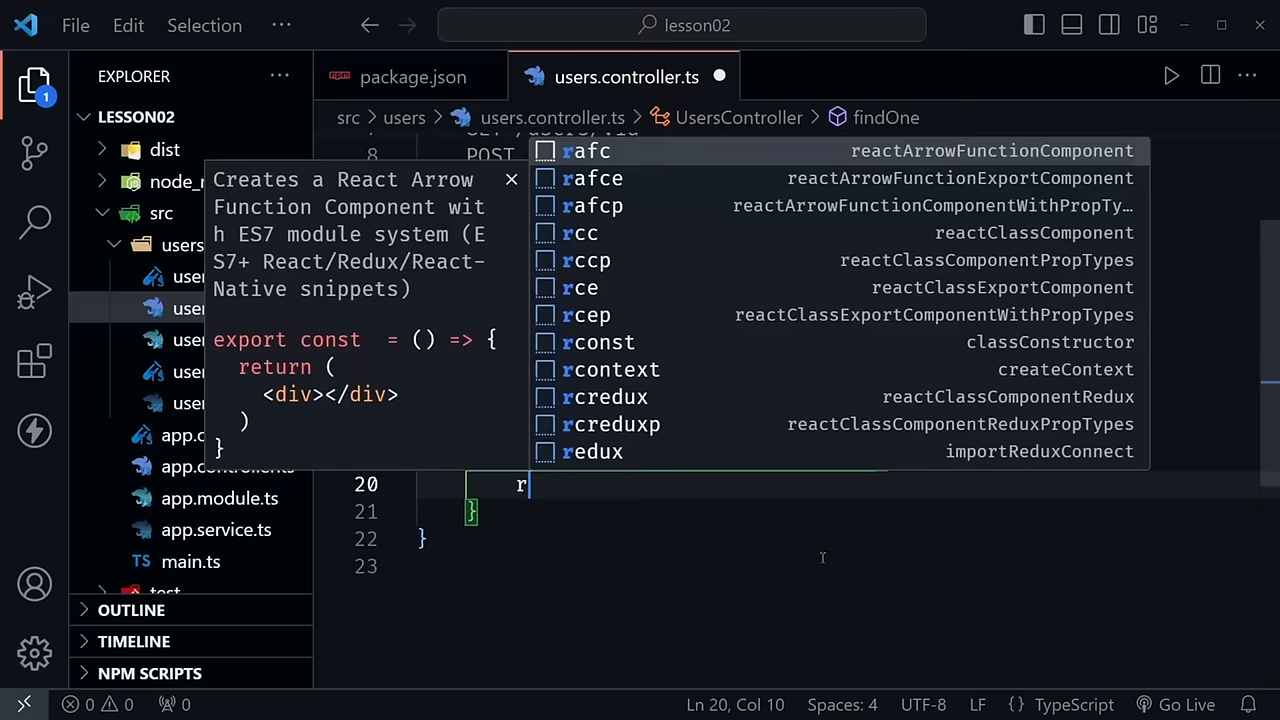 File Edit Selection ···
lesson02
EXPLORER
package.json
users.controller.ts
src > users > users.controller.ts > UsersController > findOne
LESSON02
dist
src
users
app.module.ts
app.service.ts
main.ts
OUTLINE
TIMELINE
NPM SCRIPTS
1
Creates a React Arrow
Function Component wit
h ES7 module system (E
S7+ React/Redux/React-
Native snippets)
export const = () => {
return (
<div></div>
)
}
8 POST
rafc reactArrowFunctionComponent
rafce reactArrowFunctionExportComponent
rafcp reactArrowFunctionComponentWithPropTy…
rcc reactClassComponent
rccp reactClassComponentPropTypes
rce reactClassExportComponent
rcep reactClassExportComponentWithPropTypes
rconst classConstructor
rcontext createContext
rcredux reactClassComponentRedux
rcreduxp reactClassComponentReduxPropTypes
redux importReduxConnect
20 r
21 }
22 }
23
0 0 0 Ln 20, Col 10 Spaces: 4 UTF-8 LF {} TypeScript Go Live